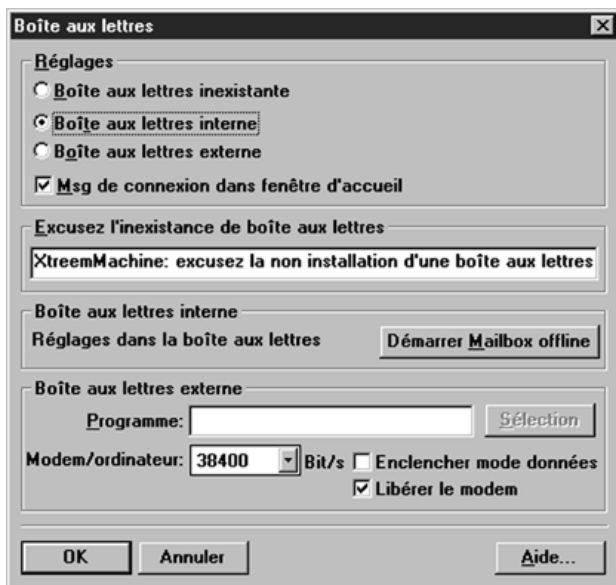 Boîte aux lettres
Réglages
Boîte aux lettres inexistante
Boîte aux lettres interne
Boîte aux lettres externe
Msg de connexion dans fenêtre d'accueil
Excusez l'inexistance de boîte aux lettres
XtreemMachine: excusez la non installation d'une boîte aux lettres
Boîte aux lettres interne
Réglages dans la boîte aux lettres Démarrer Mailbox offline
Boîte aux lettres externe
Programme: Sélection
Modem/ordinateur: 38400 Bit/s Enclencher mode données
Libérer le modem
OK Annuler Aide...